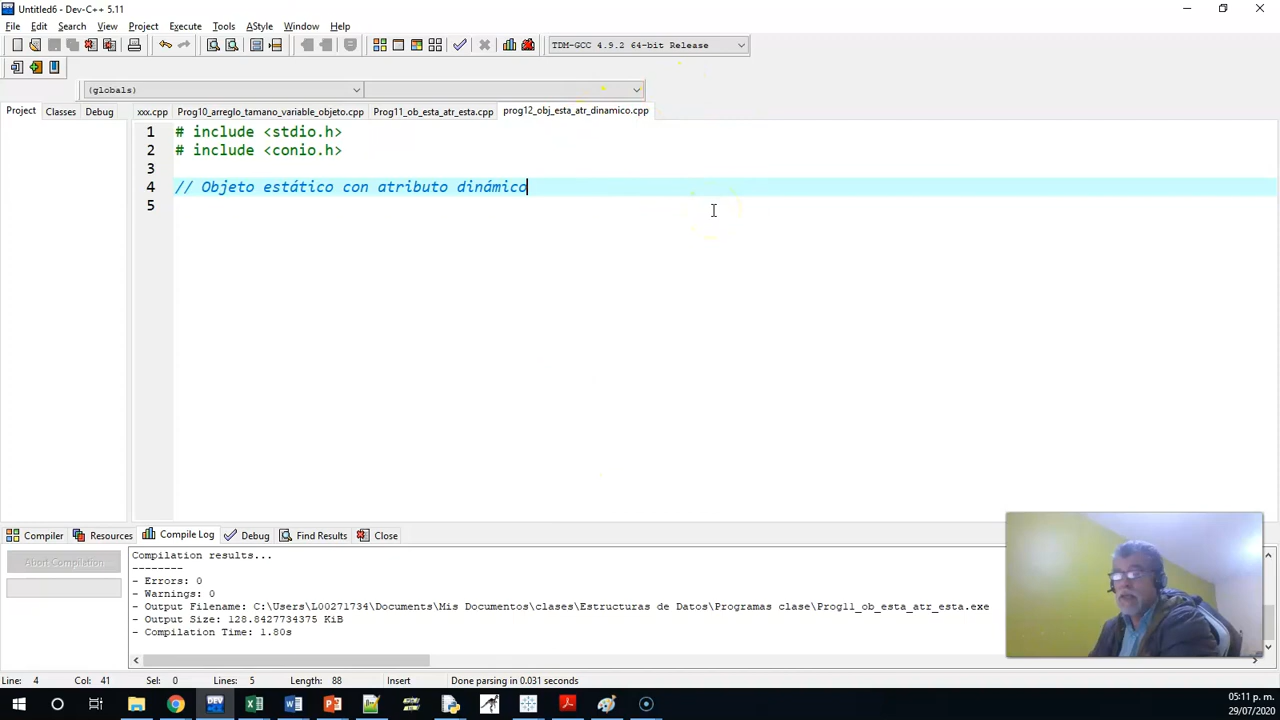 Untitled6 - Dev-C++ 5.11
File Edit Search View Project Execute Tools AStyle Window Help
TDM-GCC 4.9.2 64-bit Release
(globals)
Project Classes Debug
xxx.cpp Prog10_arreglo_tamano_variable_objeto.cpp Prog11_ob_esta_atr_esta.cpp prog12_obj_esta_atr_dinamico.cpp
1 # include <stdio.h>
2 # include <conio.h>
3
4 // Objeto estático con atributo dinámico
5
Compiler Resources Compile Log Debug Find Results Close
Abort Compilation
Compilation results...
--------
- Errors: 0
- Warnings: 0
- Output Filename: C:\Users\L00271734\Documents\Mis Documentos\clases\Estructuras de Datos\Programas clase\Prog11_ob_esta_atr_esta.exe
- Output Size: 128.8427734375 KiB
- Compilation Time: 1.80s
Line: 4 Col: 41 Sel: 0 Lines: 5 Length: 88 Insert Done parsing in 0.031 seconds
05:11 p. m.
29/07/2020